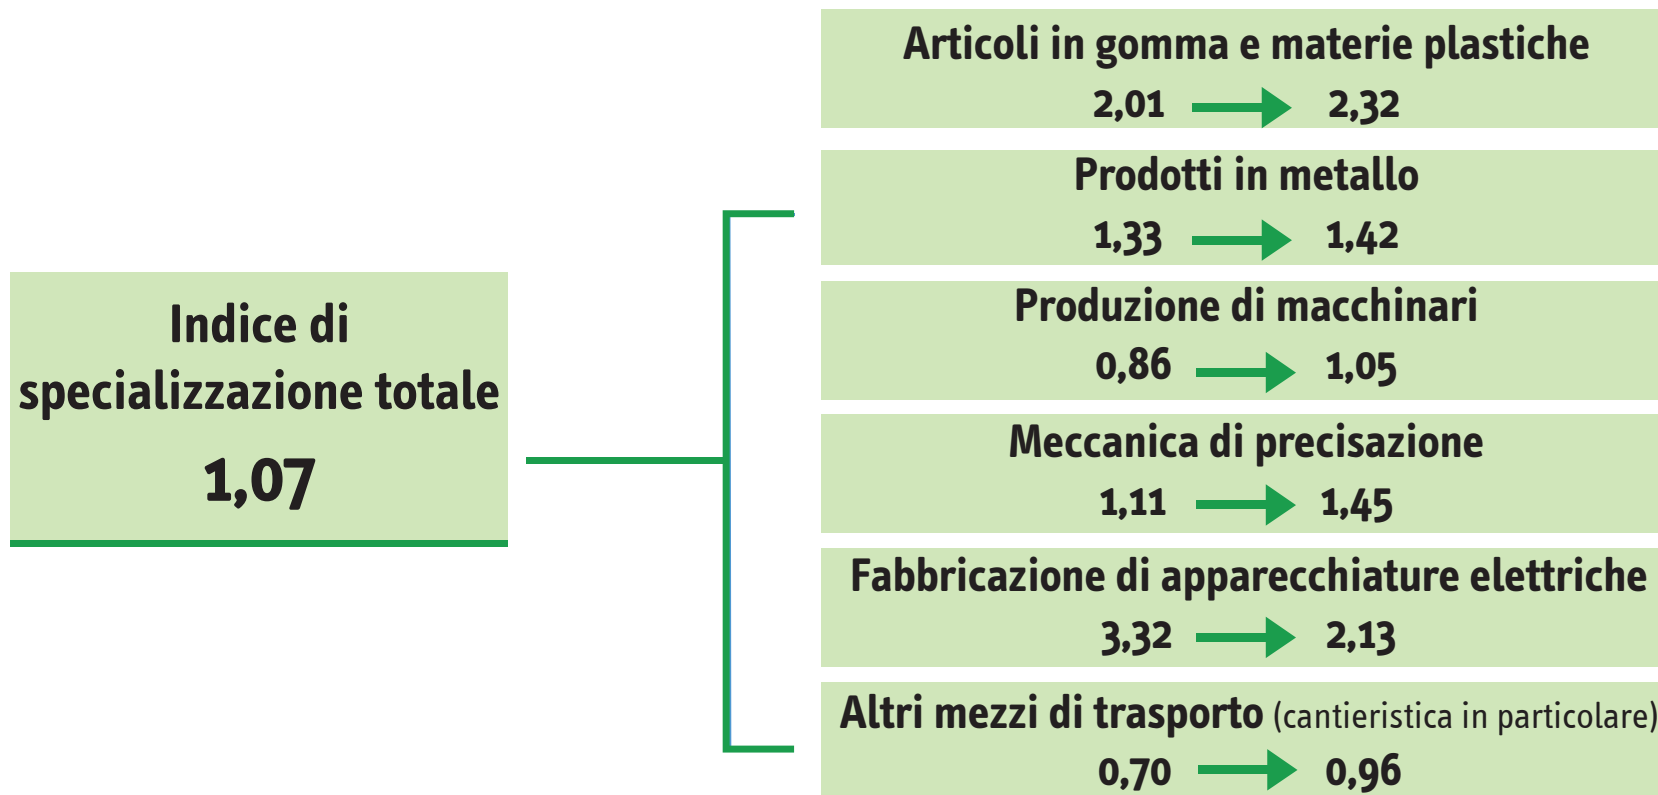 Indice di
specializzazione totale
1,07
Articoli in gomma e materie plastiche
2,01 2,32
Prodotti in metallo
1,33 1,42
Produzione di macchinari
0,86 1,05
Meccanica di precisazione
1,11 1,45
Fabbricazione di apparecchiature elettriche
3,32 2,13
Altri mezzi di trasporto (cantieristica in particolare)
0,70 0,96